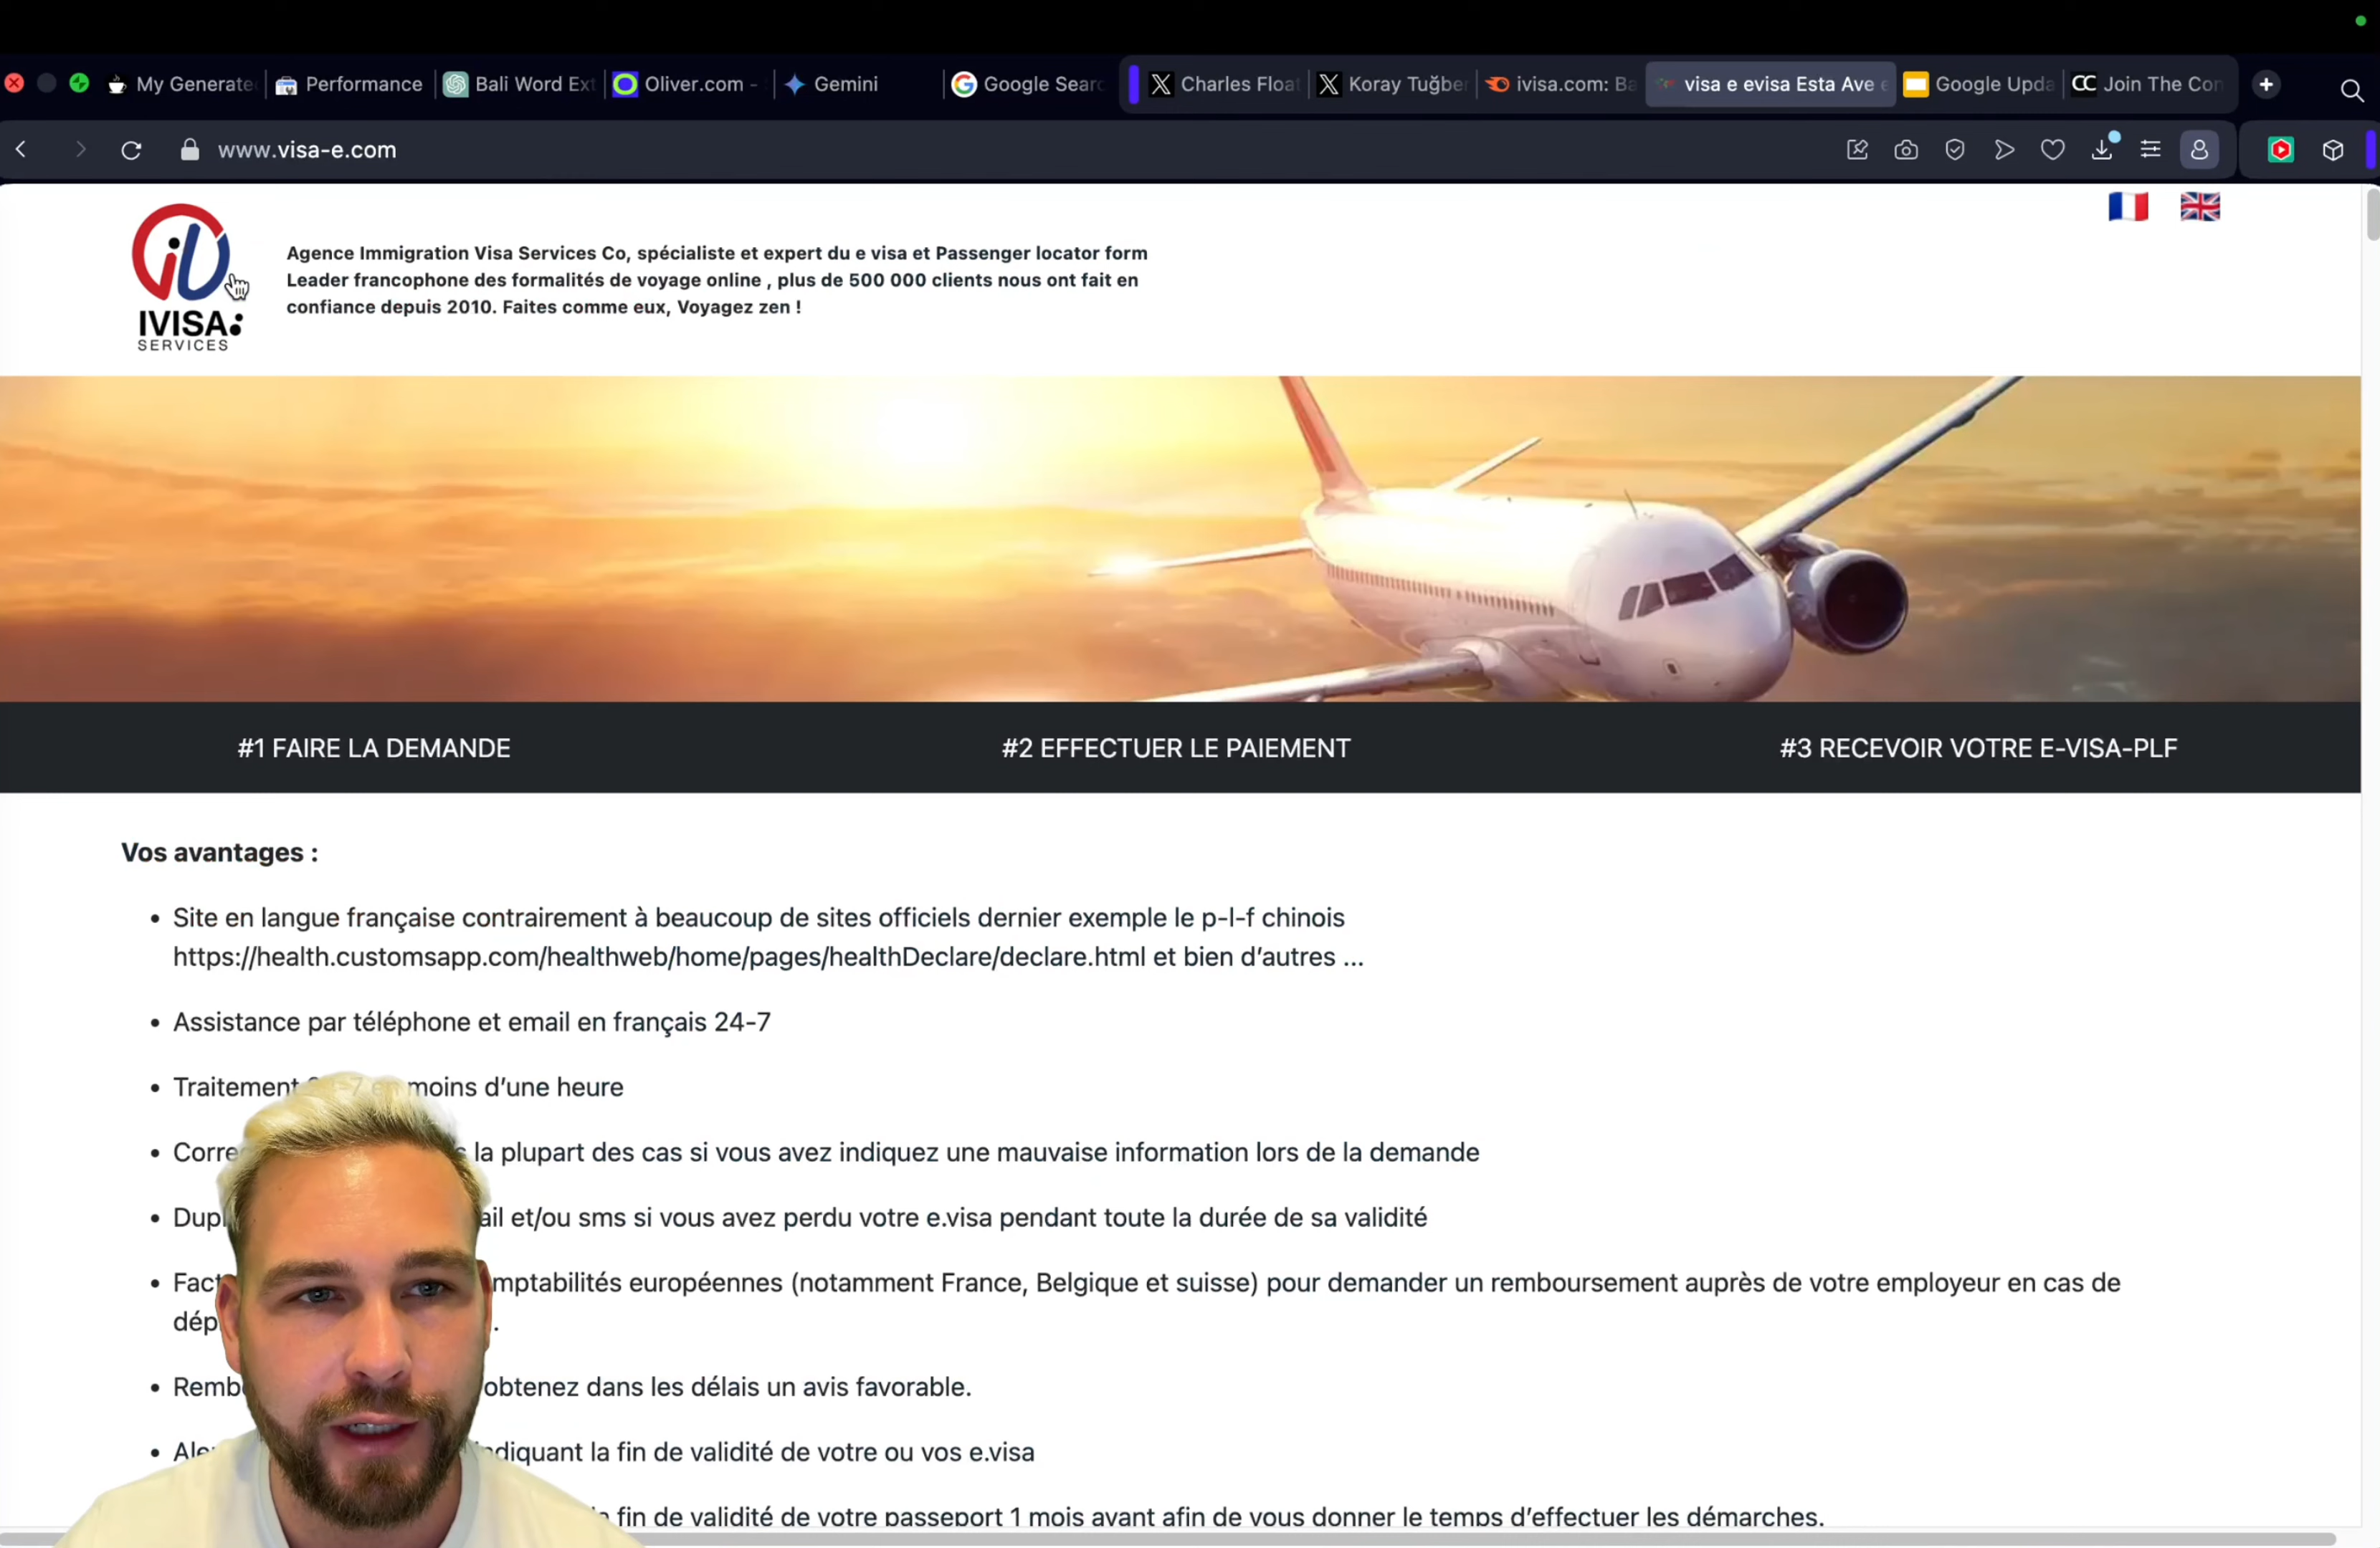 My Generate
Performance
Bali Word Ext
Oliver.com -
Gemini
Google Searc
Charles Float
Koray Tuğber
ivisa.com: Ba
visa e evisa Esta Ave e
Google Upda
CC Join The Con
www.visa-e.com
IVISA:
SERVICES
Agence Immigration Visa Services Co, spécialiste et expert du e visa et Passenger locator form
Leader francophone des formalités de voyage online , plus de 500 000 clients nous ont fait en
confiance depuis 2010. Faites comme eux, Voyagez zen !
#1 FAIRE LA DEMANDE
#2 EFFECTUER LE PAIEMENT
#3 RECEVOIR VOTRE E-VISA-PLF
Vos avantages :
• Site en langue française contrairement à beaucoup de sites officiels dernier exemple le p-l-f chinois
https://health.customsapp.com/healthweb/home/pages/healthDeclare/declare.html et bien d’autres ...
• Assistance par téléphone et email en français 24-7
• Traitement 24-7 en moins d’une heure
• Corre la plupart des cas si vous avez indiquez une mauvaise information lors de la demande
• Dupl ail et/ou sms si vous avez perdu votre e.visa pendant toute la durée de sa validité
• Fact mptabilités européennes (notamment France, Belgique et suisse) pour demander un remboursement auprès de votre employeur en cas de
dép .
• Remb obtenez dans les délais un avis favorable.
• Ale ndiquant la fin de validité de votre ou vos e.visa
fin de validité de votre passeport 1 mois avant afin de vous donner le temps d’effectuer les démarches.